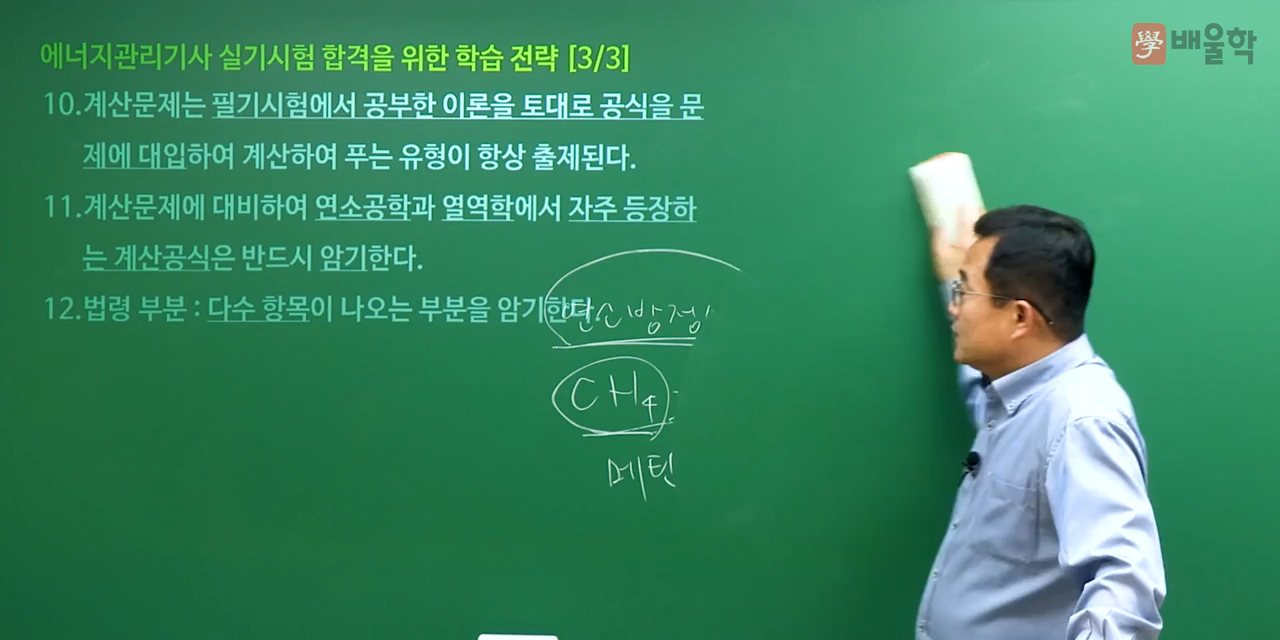 에너지관리기사 실기시험 합격을 위한 학습 전략 [3/3]
學 배울학
10.계산문제는 필기시험에서 공부한 이론을 토대로 공식을 문
제에 대입하여 계산하여 푸는 유형이 항상 출제된다.
11.계산문제에 대비하여 연소공학과 열역학에서 자주 등장하
는 계산공식은 반드시 암기한다.
12.법령 부분 : 다수 항목이 나오는 부분을 암기한다
연소방정
CH₄
메탄